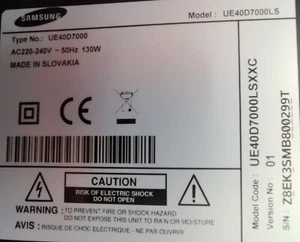 SAMSUNG
Model : UE40D7000LS
Type No.: UE40D7000
AC220-240V ~ 50Hz 130W
MADE IN SLOVAKIA
CE
CAUTION
RISK OF ELECTRIC SHOCK
DO NOT OPEN
WARNING : TO PREVENT FIRE OR SHOCK HAZARD
DO NOT EXPOSE THIS UNIT TO RAIN OR MOISTURE
AVIS : RISQUE DE CHOC ELECTRIQUE - NE PAS OUVRIR
Model Code : UE40D7000LSXXC
Version No : 01
Z8EK3SMB800299T